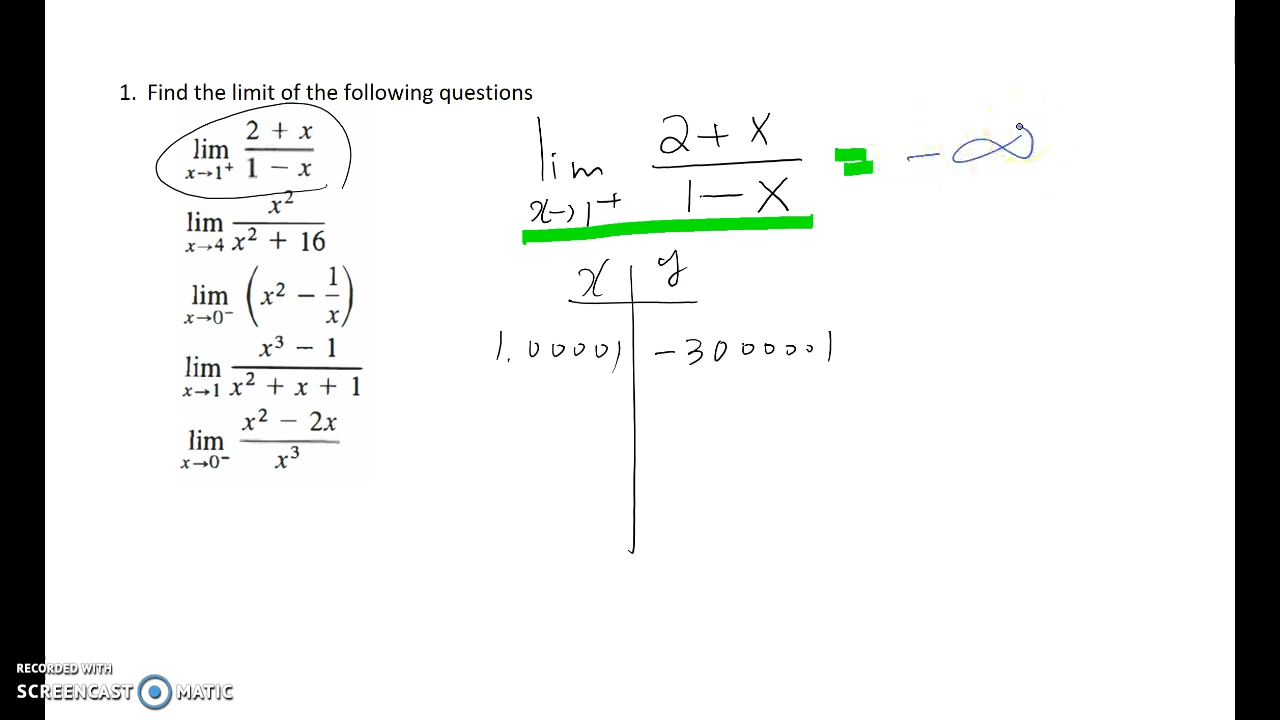 1. Find the limit of the following questions
lim x→1⁺ (2 + x)/(1 − x)
lim x→4 x²/(x² + 16)
lim x→0⁻ (x² − 1/x)
lim x→1 (x³ − 1)/(x² + x + 1)
lim x→0⁻ (x² − 2x)/x³
lim x→1⁺ (2 + x)/(1 − x) = −∞
x | y
1.00001 | −3000001
RECORDED WITH
SCREENCAST MATIC